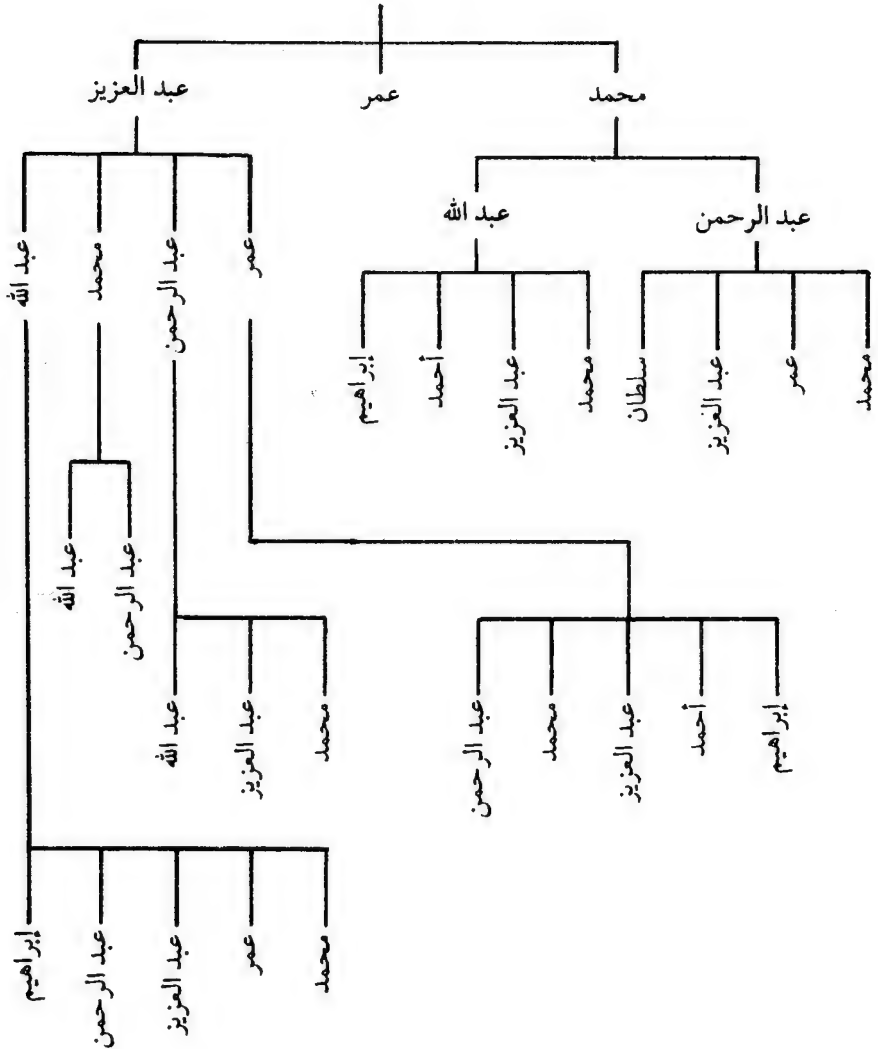 محمد
عمر
عبد العزيز
عبد الرحمن
عبد الله
محمد
عمر
عبد العزيز
سلطان
محمد
عبد العزيز
أحمد
إبراهيم
عمر
عبد الرحمن
محمد
عبد الله
إبراهيم
أحمد
عبد العزيز
محمد
عبد الرحمن
محمد
عبد العزيز
عبد الله
عبد الرحمن
عبد الله
محمد
عمر
عبد العزيز
عبد الرحمن
إبراهيم